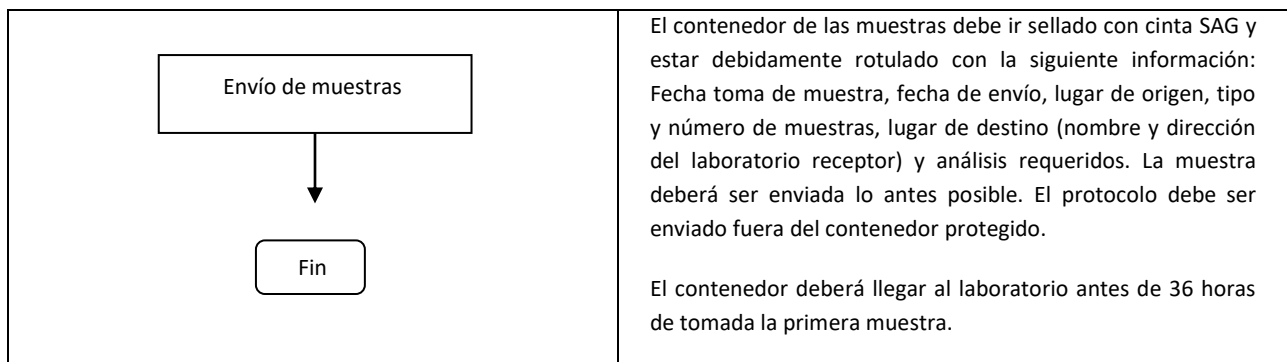 Envío de muestras
Fin
El contenedor de las muestras debe ir sellado con cinta SAG y
estar debidamente rotulado con la siguiente información:
Fecha toma de muestra, fecha de envío, lugar de origen, tipo
y número de muestras, lugar de destino (nombre y dirección
del laboratorio receptor) y análisis requeridos. La muestra
deberá ser enviada lo antes posible. El protocolo debe ser
enviado fuera del contenedor protegido.
El contenedor deberá llegar al laboratorio antes de 36 horas
de tomada la primera muestra.